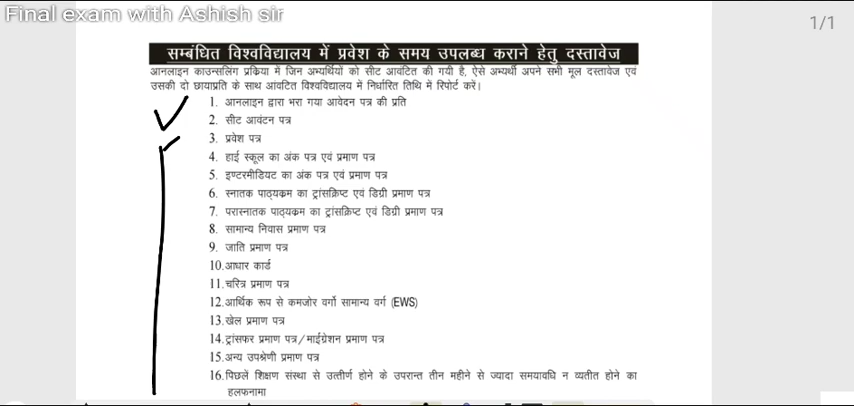 Final exam with Ashish sir
1/1
सम्बंधित विश्वविद्यालय में प्रवेश के समय उपलब्ध कराने हेतु दस्तावेज
आनलाइन काउन्सलिंग प्रक्रिया में जिन अभ्यर्थियों को सीट आवंटित की गयी है, ऐसे अभ्यर्थी अपने सभी मूल दस्तावेज एवं
उसकी दो छायाप्रति के साथ आवंटित विश्वविद्यालय में निर्धारित तिथि में रिपोर्ट करें।
1. आनलाइन द्वारा भरा गया आवेदन पत्र की प्रति
2. सीट आवंटन पत्र
3. प्रवेश पत्र
4. हाई स्कूल का अंक पत्र एवं प्रमाण पत्र
5. इण्टरमीडियट का अंक पत्र एवं प्रमाण पत्र
6. स्नातक पाठ्यक्रम का ट्रांसक्रिप्ट एवं डिग्री प्रमाण पत्र
7. परास्नातक पाठ्यक्रम का ट्रांसक्रिप्ट एवं डिग्री प्रमाण पत्र
8. सामान्य निवास प्रमाण पत्र
9. जाति प्रमाण पत्र
10. आधार कार्ड
11. चरित्र प्रमाण पत्र
12. आर्थिक रूप से कमजोर वर्गो सामान्य वर्ग (EWS)
13. खेल प्रमाण पत्र
14. ट्रांसफर प्रमाण पत्र/माईग्रेशन प्रमाण पत्र
15. अन्य उपश्रेणी प्रमाण पत्र
16. पिछलें शिक्षण संस्था से उत्तीर्ण होने के उपरान्त तीन महीने से ज्यादा समयावधि न व्यतीत होने का
हलफनामा